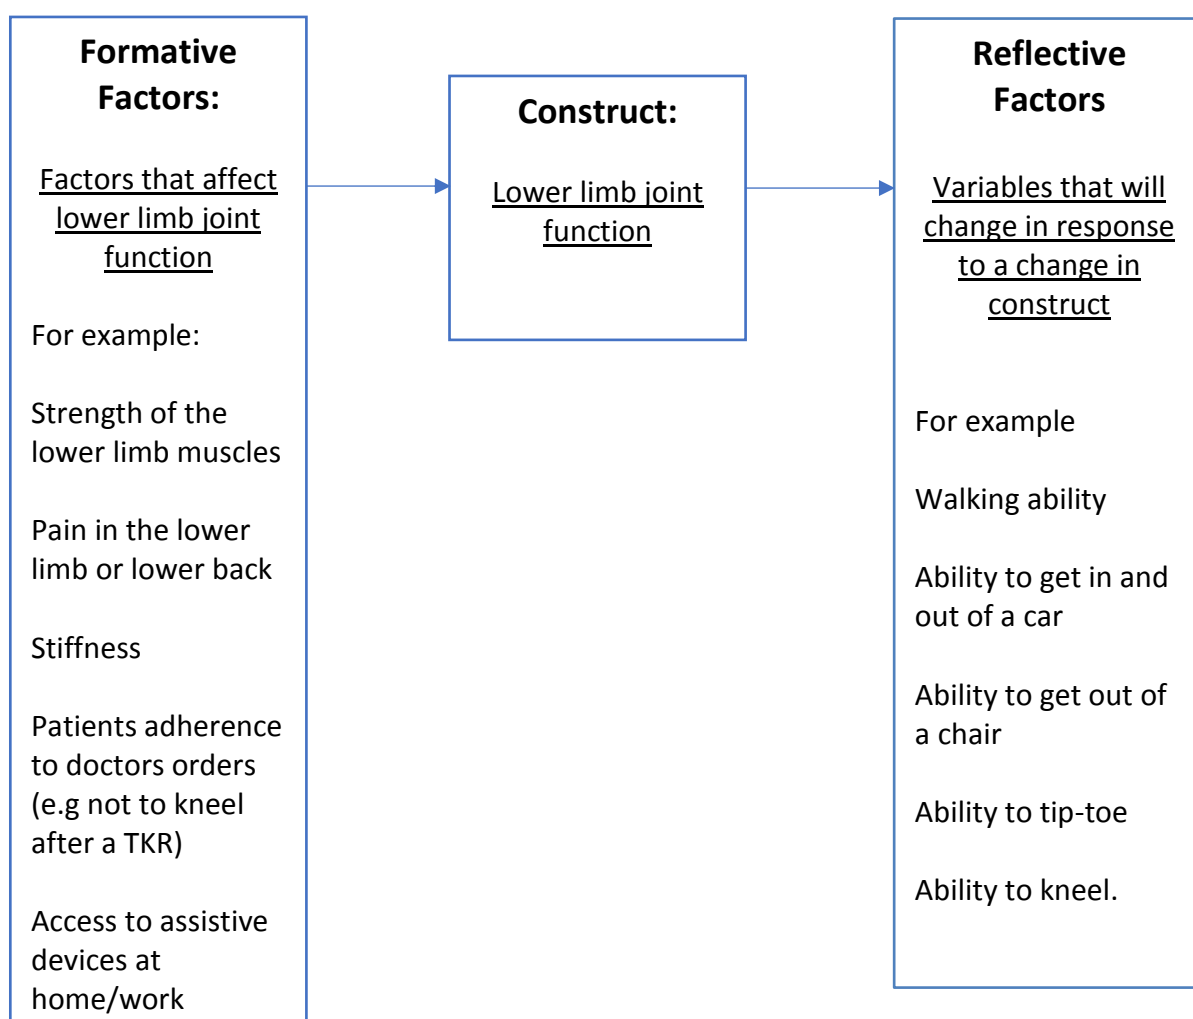 Formative
Factors:
Factors that affect
lower limb joint
function
For example:
Strength of the
lower limb muscles
Pain in the lower
limb or lower back
Stiffness
Patients adherence
to doctors orders
(e.g not to kneel
after a TKR)
Access to assistive
devices at
home/work
Construct:
Lower limb joint
function
Reflective
Factors
Variables that will
change in response
to a change in
construct
For example
Walking ability
Ability to get in and
out of a car
Ability to get out of
a chair
Ability to tip-toe
Ability to kneel.